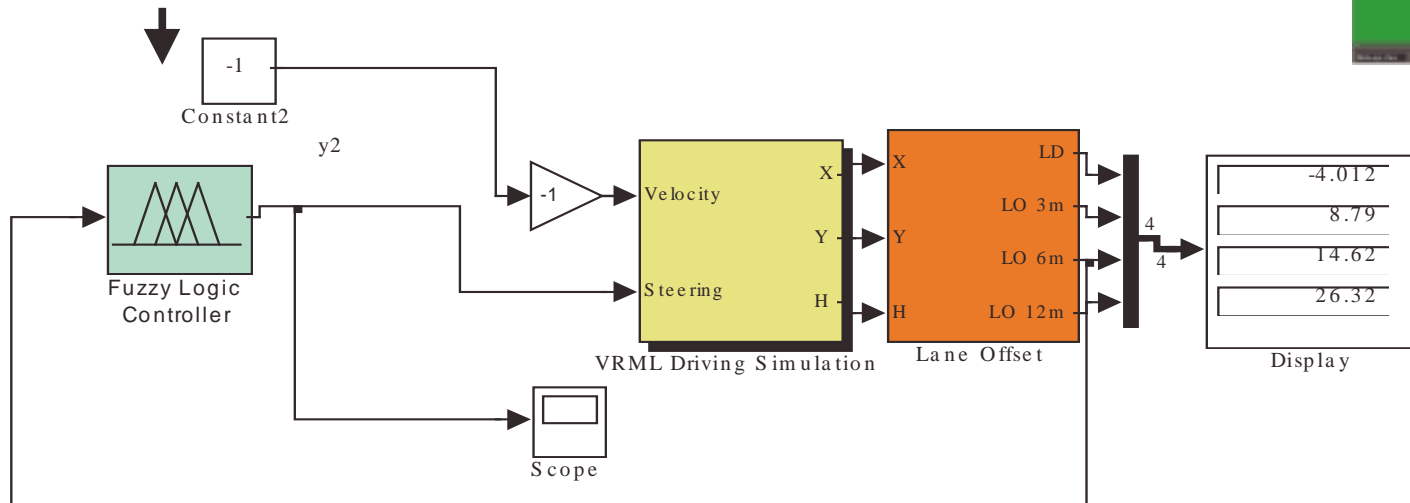 -1
Constant2
y2
Fuzzy Logic
Controller
-1
Velocity
Steering
X
Y
H
VRML Driving Simulation
X
Y
H
LD
LO 3m
LO 6m
LO 12m
Lane Offset
4
4
-4.012
8.79
14.62
26.32
Display
Scope